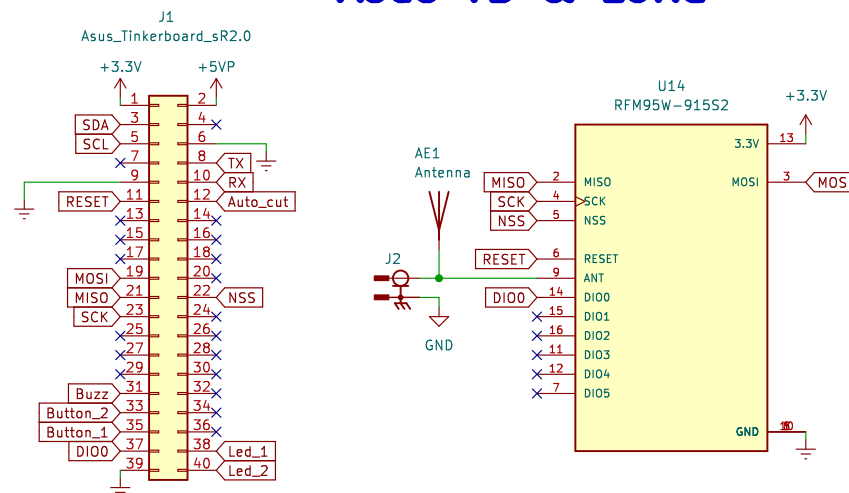 J1
Asus_Tinkerboard_sR2.0
+3.3V
+5VP
1 2
SDA 3 4
SCL 5 6
7 8 TX
9 10 RX
RESET 11 12 Auto_cut
13 14
15 16
17 18
MOSI 19 20
MISO 21 22 NSS
SCK 23 24
25 26
27 28
29 30
Buzz 31 32
Button_2 33 34
Button_1 35 36
DIO0 37 38 Led_1
39 40 Led_2
AE1
Antenna
J2
GND
U14
RFM95W-915S2
+3.3V
3.3V 13
MISO 2 MISO
MOSI 3 MOS
SCK 4 SCK
NSS 5 NSS
RESET 6 RESET
9 ANT
DIO0 14 DIO0
15 DIO1
16 DIO2
11 DIO3
12 DIO4
7 DIO5
GND